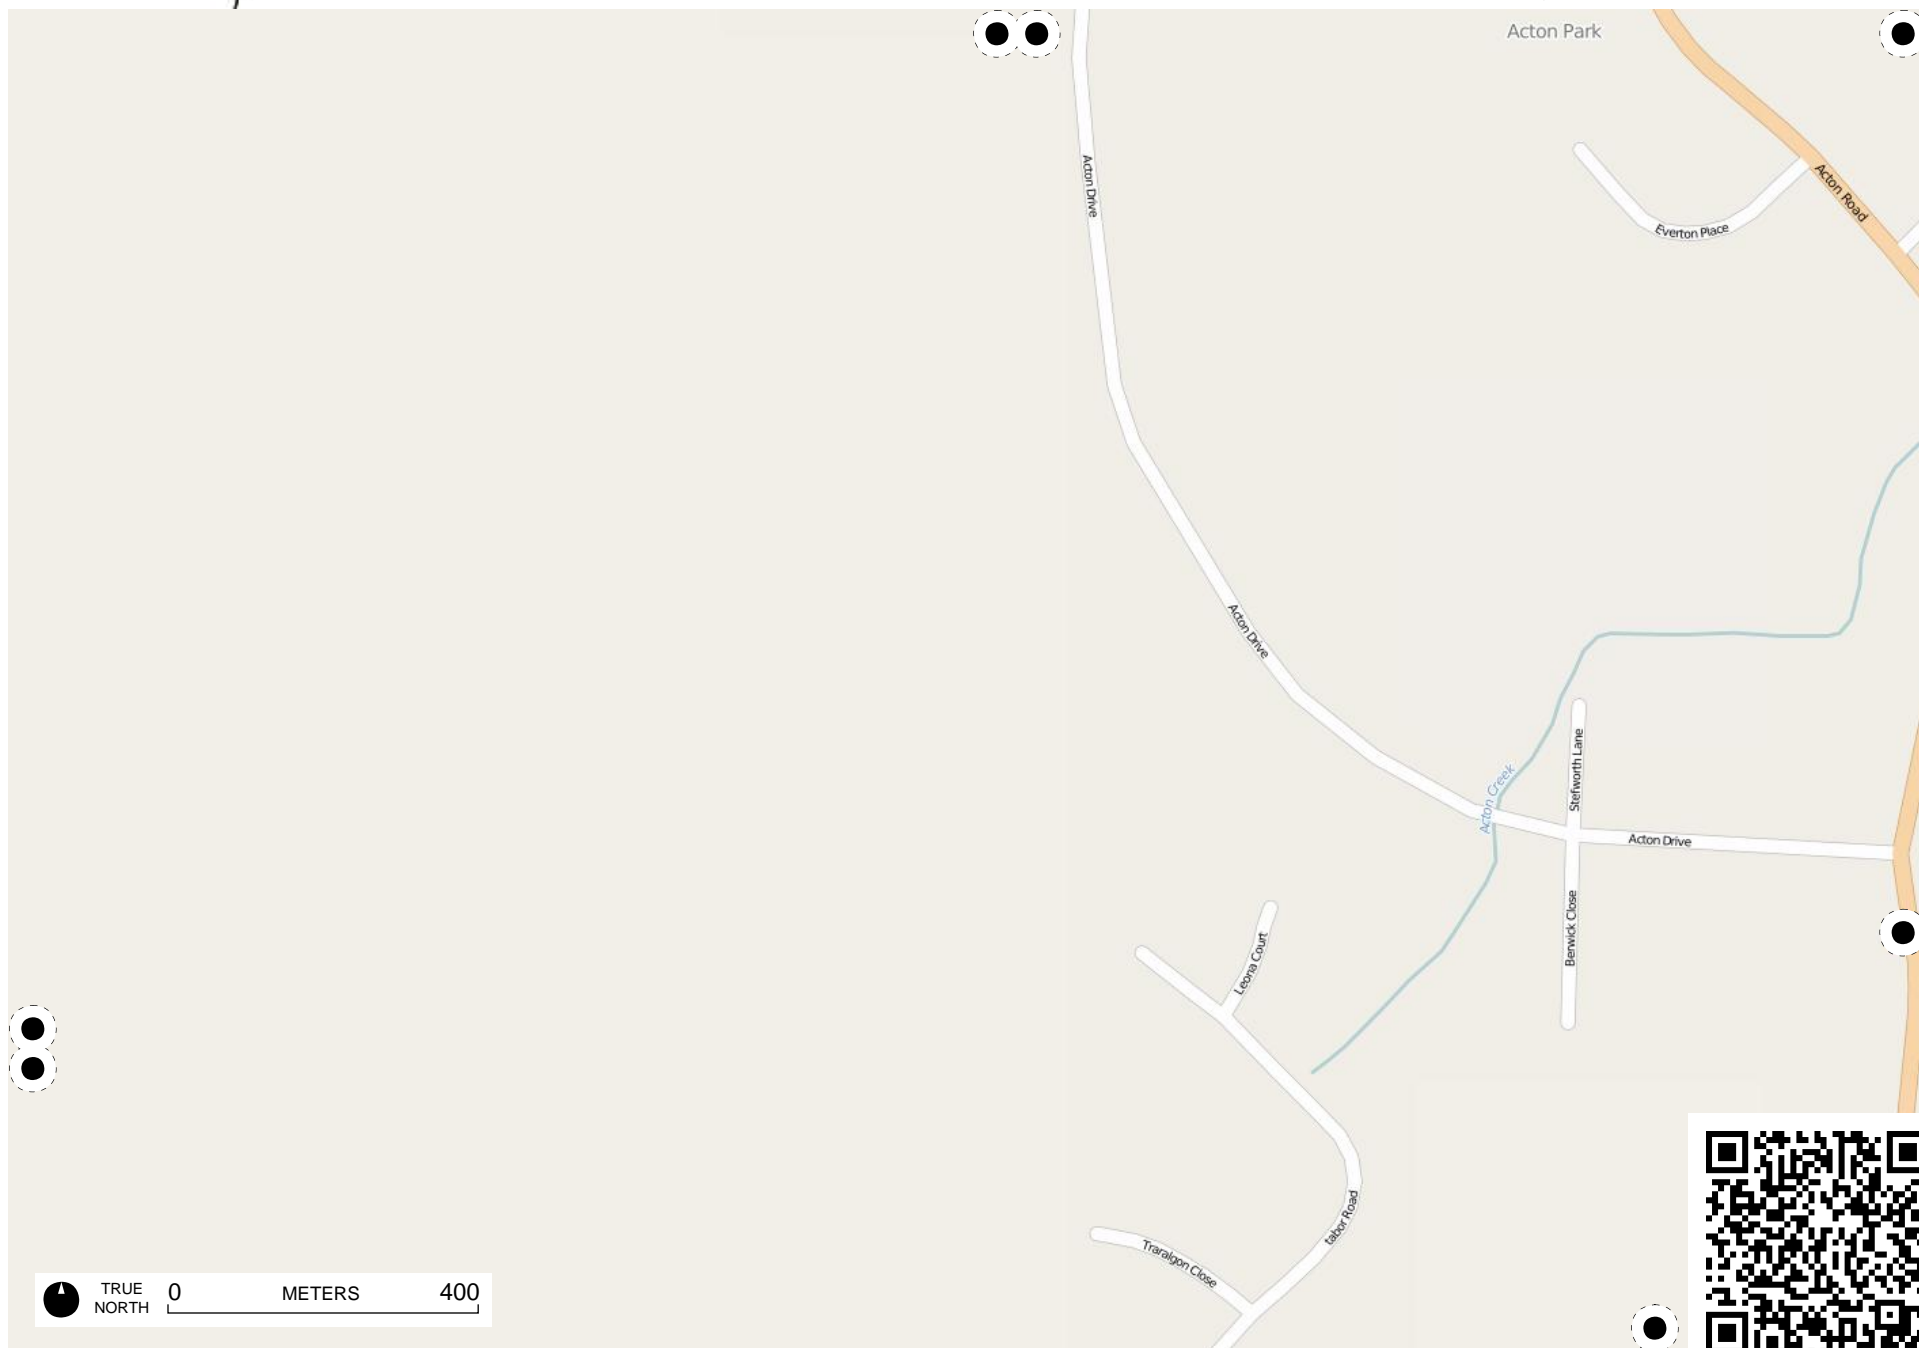 Acton Park
Acton Drive
Acton Road
Everton Place
Acton Drive
Stefworth Lane
Acton Creek
Acton Drive
Berwick Close
Leona Court
tabor Road
Traralgon Close
TRUE NORTH
0 METERS 400